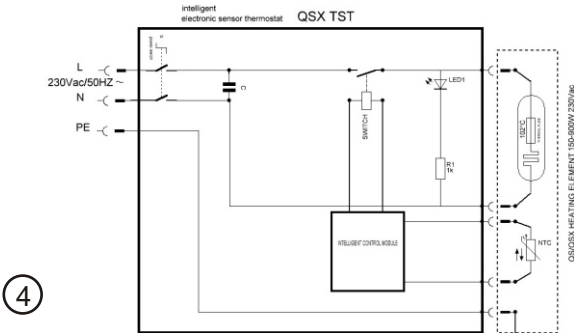 intelligent
electronic sensor thermostat QSX TST
L
230Vac/50HZ ~
N
PE
C
SWITCH
LED1
R1
1k
INTELLIGENT CONTROL MODULE
102°C
NTC
QS/QSX HEATING ELEMENT 150-900W 230Vac
4